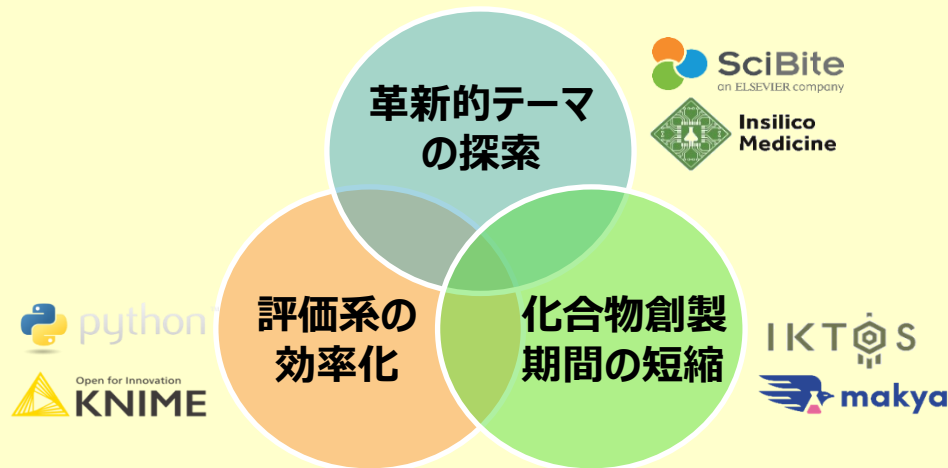 革新的テーマ
の探索
SciBite
an ELSEVIER company
Insilico
Medicine
評価系の
効率化
化合物創製
期間の短縮
python
Open for Innovation
KNIME
IKTOS
makya